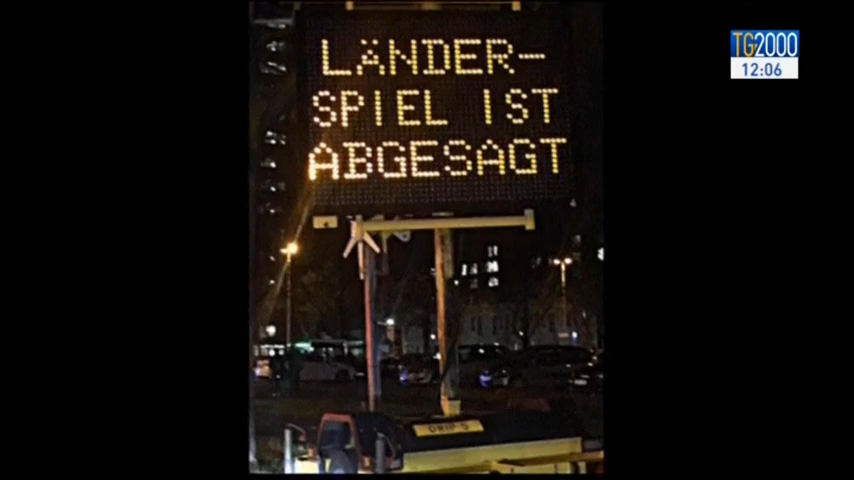 LÄNDER-
SPIEL IST
ABGESAGT
TG2000
12:06
DRIP 5